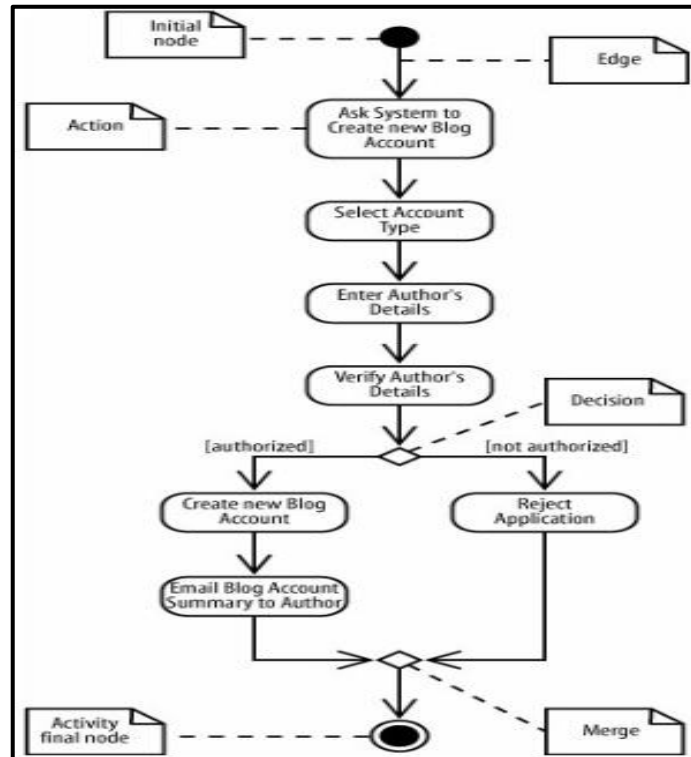 Initial
node
Edge
Action
Ask System to
Create new Blog
Account
Select Account
Type
Enter Author's
Details
Verify Author's
Details
Decision
[authorized]
[not authorized]
Create new Blog
Account
Reject
Application
Email Blog Account
Summary to Author
Activity
final node
Merge